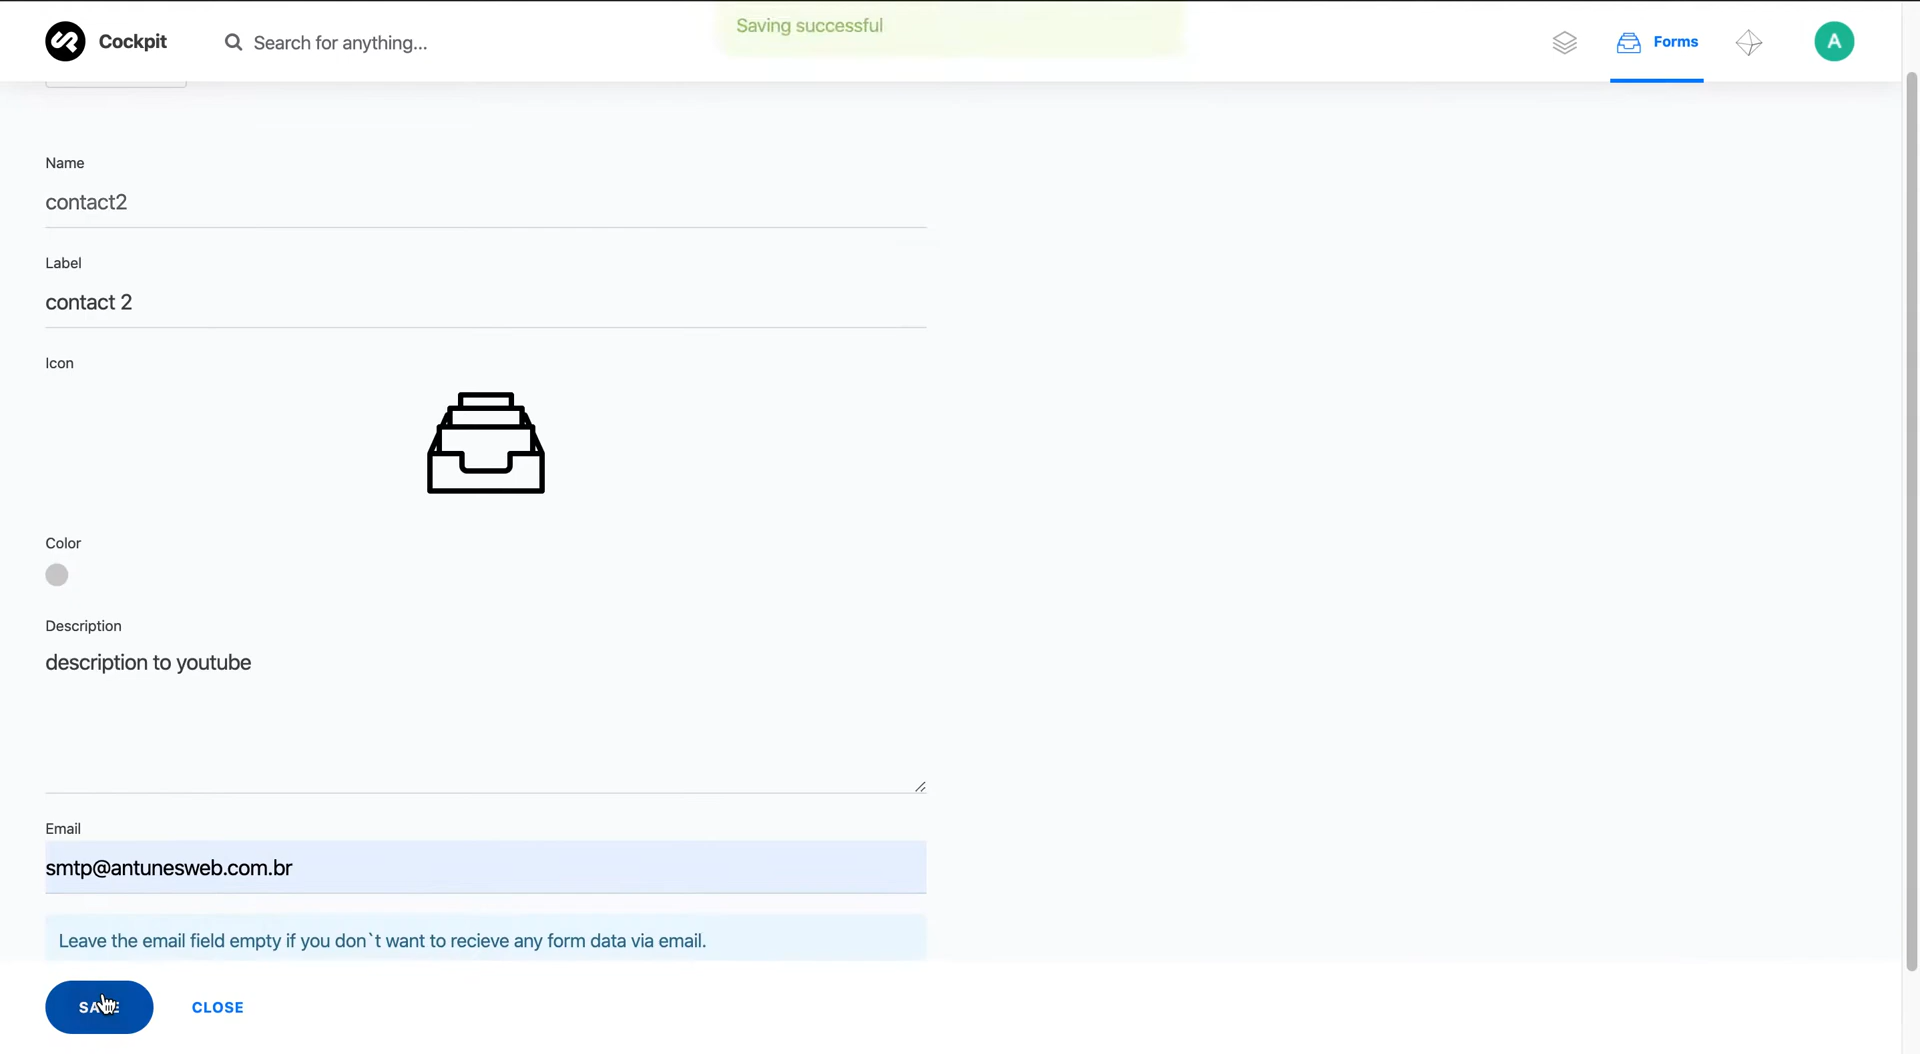 Saving successful
Cockpit
Search for anything...
Forms
A
Name
contact2
Label
contact 2
Icon
Color
Description
description to youtube
Email
smtp@antunesweb.com.br
Leave the email field empty if you don`t want to recieve any form data via email.
SAVE
CLOSE